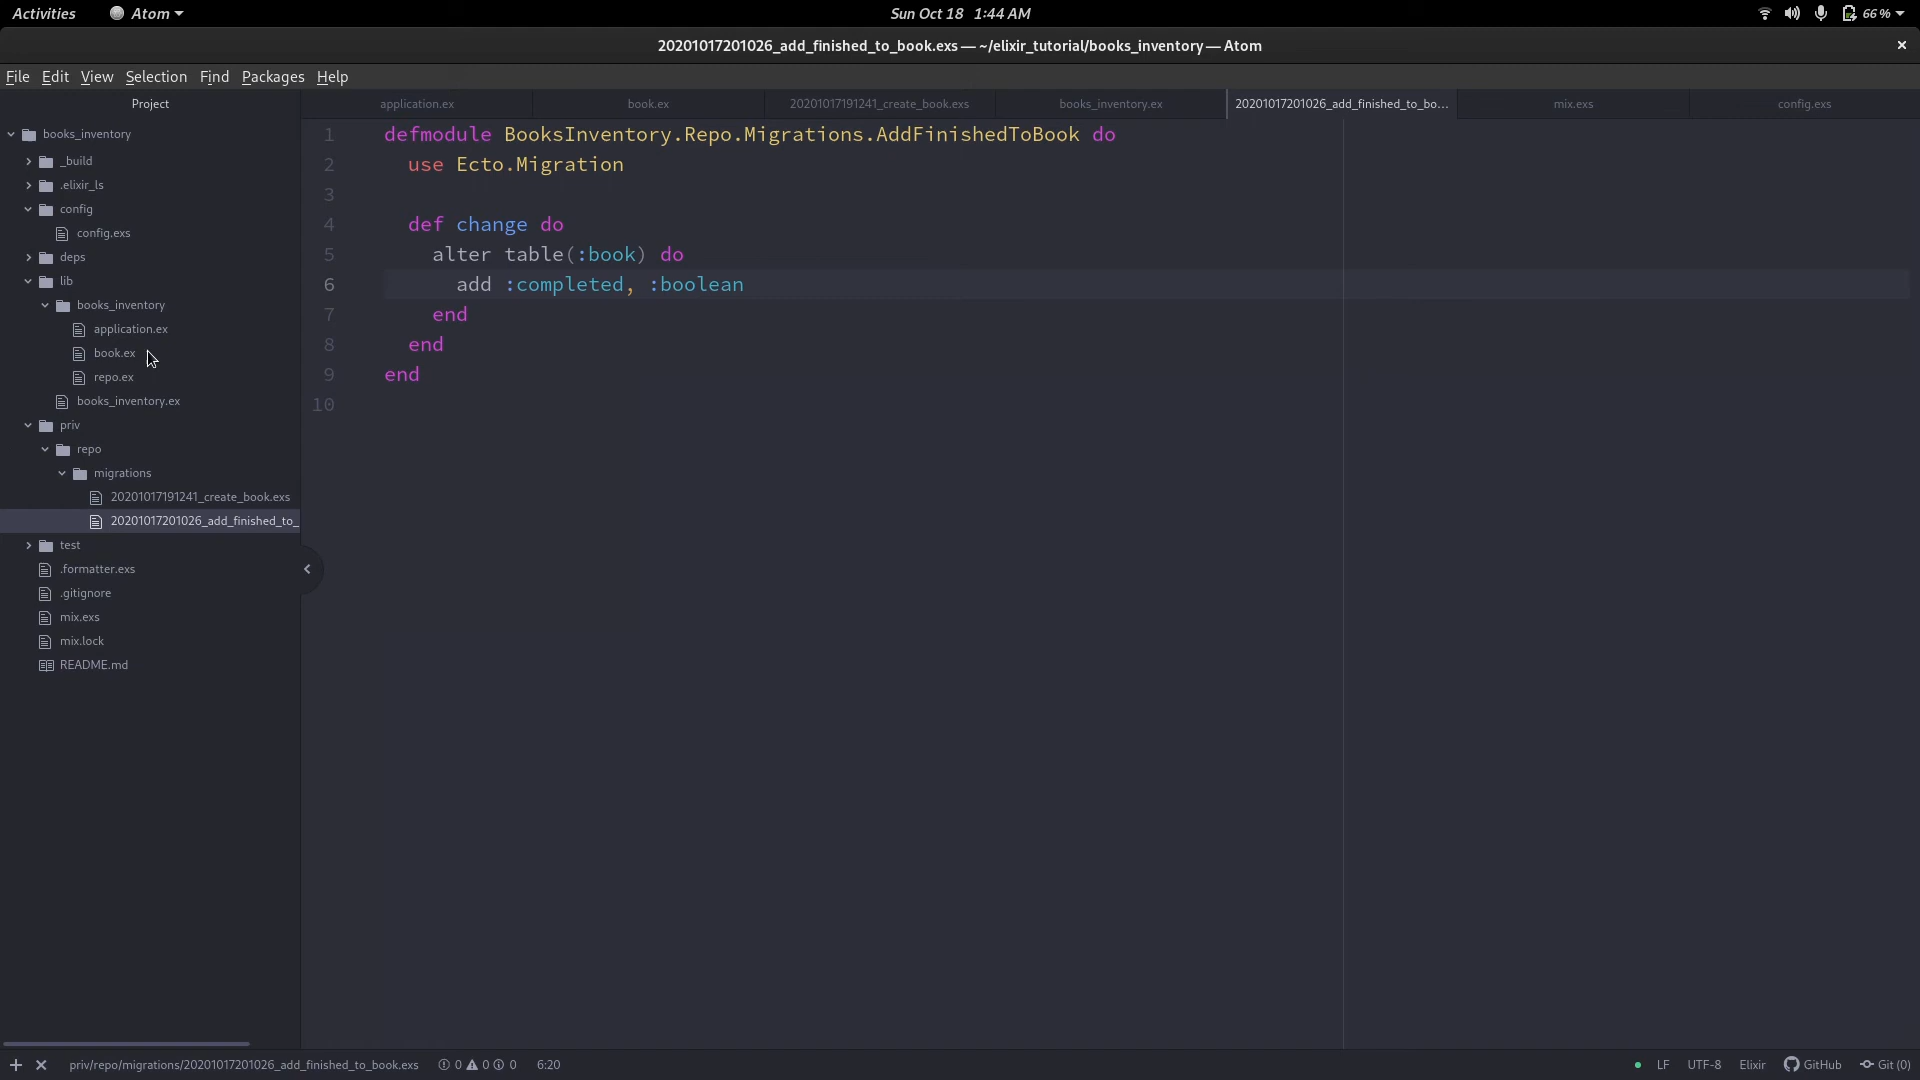 Activities Atom Sun Oct 18 1:44 AM 66 %
20201017201026_add_finished_to_book.exs — ~/elixir_tutorial/books_inventory — Atom
File Edit View Selection Find Packages Help
Project
application.ex book.ex 20201017191241_create_book.exs books_inventory.ex 20201017201026_add_finished_to_bo... mix.exs config.exs
books_inventory
_build
.elixir_ls
config
config.exs
deps
lib
books_inventory
application.ex
book.ex
repo.ex
books_inventory.ex
priv
repo
migrations
20201017191241_create_book.exs
20201017201026_add_finished_to_
test
.formatter.exs
.gitignore
mix.exs
mix.lock
README.md
1 defmodule BooksInventory.Repo.Migrations.AddFinishedToBook do
2 use Ecto.Migration
3
4 def change do
5 alter table(:book) do
6 add :completed, :boolean
7 end
8 end
9 end
10
priv/repo/migrations/20201017201026_add_finished_to_book.exs 0 0 0 6:20 LF UTF-8 Elixir GitHub Git (0)